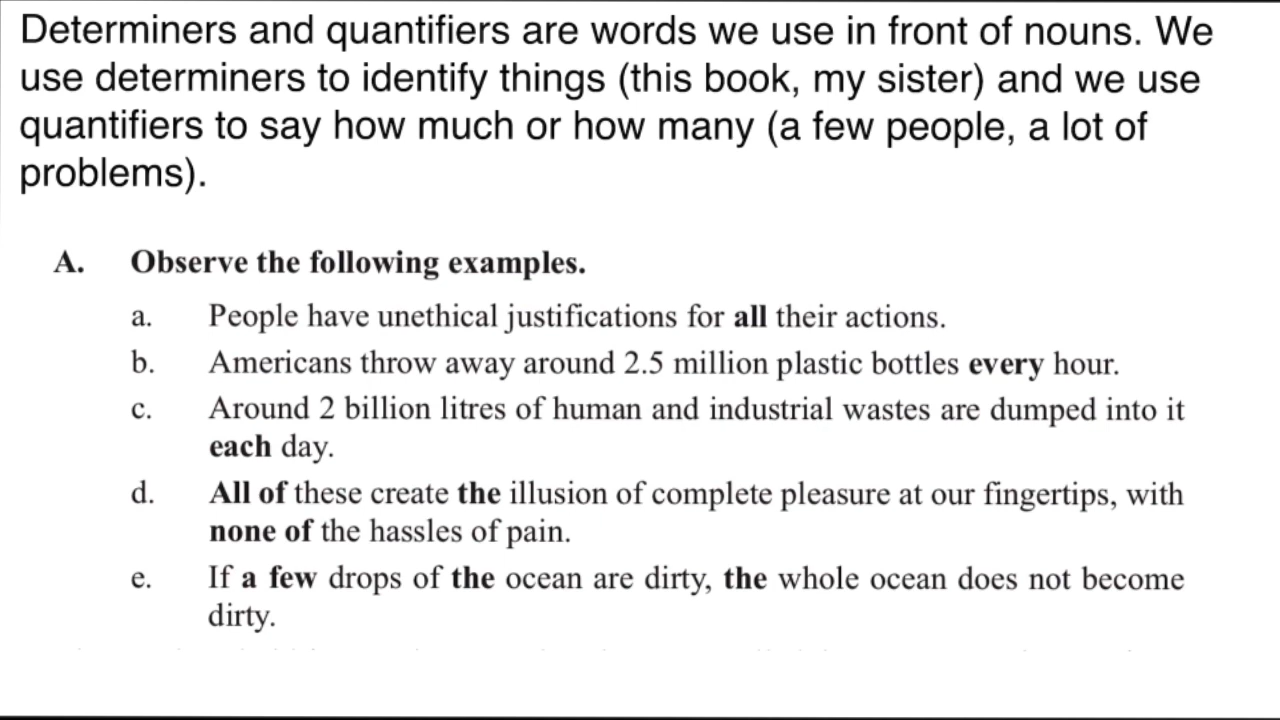 Determiners and quantifiers are words we use in front of nouns. We
use determiners to identify things (this book, my sister) and we use
quantifiers to say how much or how many (a few people, a lot of
problems).
A. Observe the following examples.
a. People have unethical justifications for all their actions.
b. Americans throw away around 2.5 million plastic bottles every hour.
c. Around 2 billion litres of human and industrial wastes are dumped into it
each day.
d. All of these create the illusion of complete pleasure at our fingertips, with
none of the hassles of pain.
e. If a few drops of the ocean are dirty, the whole ocean does not become
dirty.